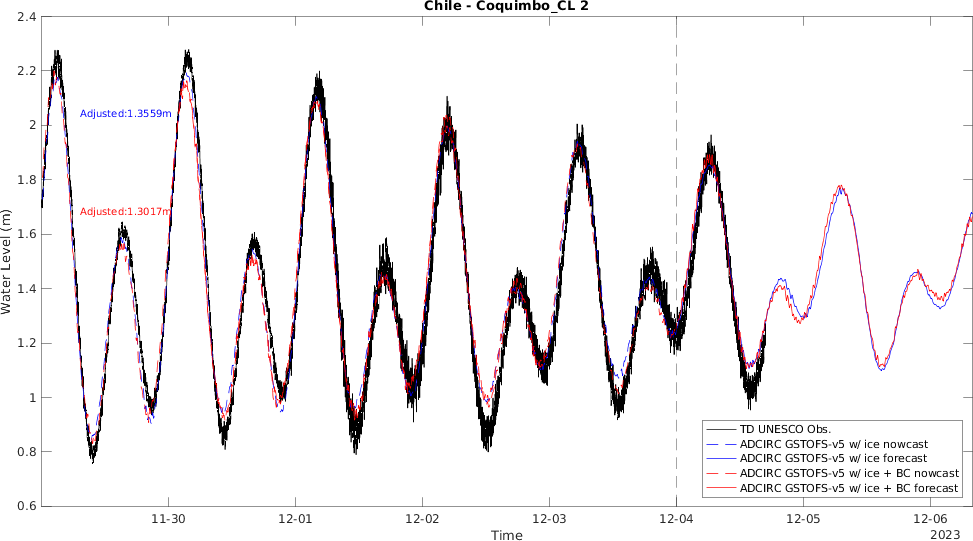 Chile - Coquimbo_CL 2
2.4
2.2
2
1.8
1.6
1.4
1.2
1
0.8
0.6
Water Level (m)
Adjusted:1.3559m
Adjusted:1.3017m
TD UNESCO Obs.
ADCIRC GSTOFS-v5 w/ ice nowcast
ADCIRC GSTOFS-v5 w/ ice forecast
ADCIRC GSTOFS-v5 w/ ice + BC nowcast
ADCIRC GSTOFS-v5 w/ ice + BC forecast
11-30 12-01 12-02 12-03 12-04 12-05 12-06
2023
Time